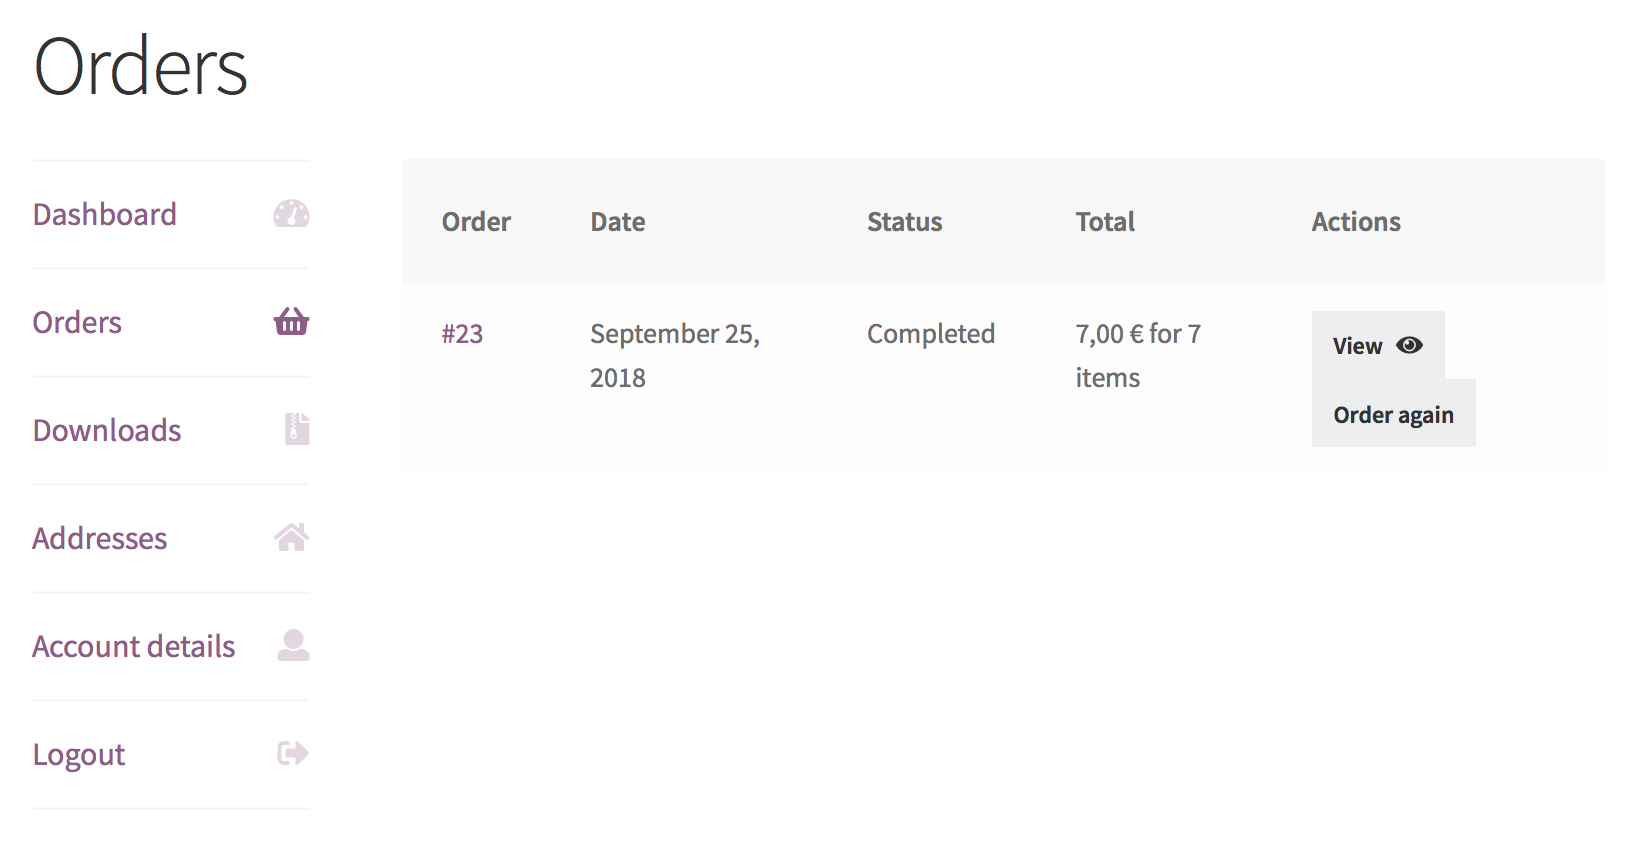 Orders
Dashboard
Orders
Downloads
Addresses
Account details
Logout
Order Date Status Total Actions
#23 September 25, Completed 7,00 € for 7 View
2018 items
Order again